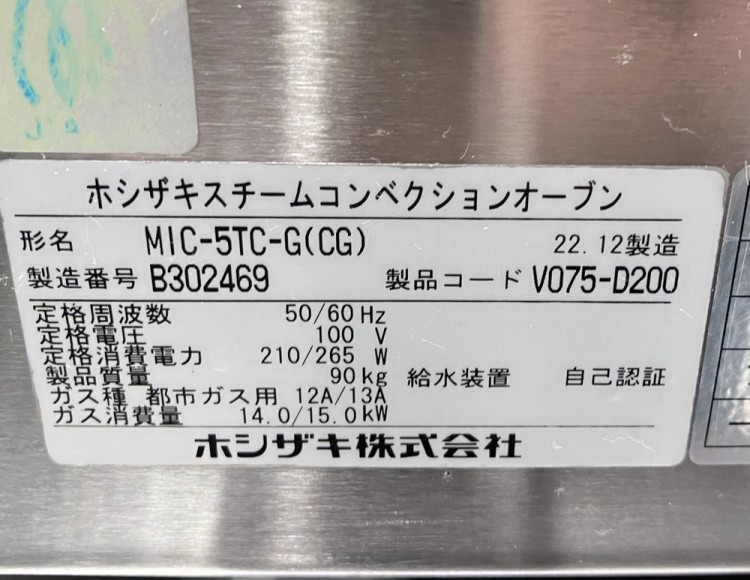 ホシザキスチームコンベクションオーブン
形名 MIC-5TC-G(CG) 22.12製造
製造番号 B302469 製品コード V075-D200
定格周波数 50/60 Hz
定格電圧 100 V
定格消費電力 210/265 W
製品質量 90kg 給水装置 自己認証
ガス種 都市ガス用 12A/13A
ガス消費量 14.0/15.0kW
ホシザキ株式会社